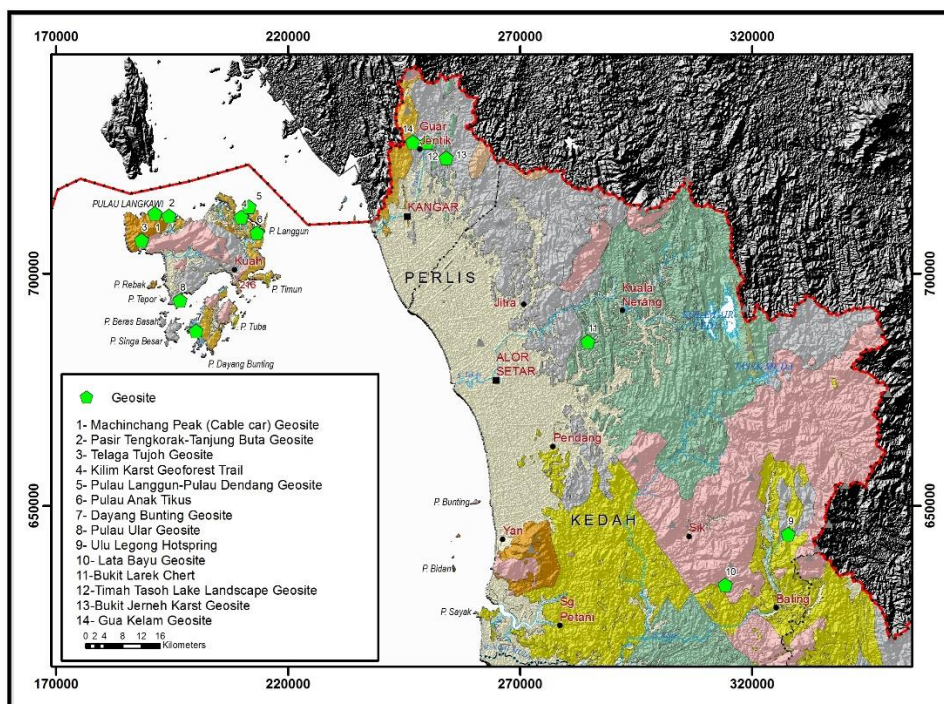 170000 220000 270000 320000
14 Guar
Jentik
12 13
PULAU LANGKAWI
2
1
3
5
4
6
P. Langgun
KANGAR
Kuah
P. Rebak
P. Timun
P. Tepor
8
P. Beras Basah
P. Tuba
P. Singa Besar
P. Dayang Bunting
PERLIS
700000
700000
Jitra
Kuala
Nerang
11
ALOR
SETAR
Pendang
P. Bunting
650000
650000
KEDAH
Yan
Sik
9
P. Bidan
10
P. Sayak
Sg
Petani
Baling
Geosite
1- Machinchang Peak (Cable car) Geosite
2- Pasir Tengkorak-Tanjung Buta Geosite
3- Telaga Tujoh Geosite
4- Kilim Karst Geoforest Trail
5- Pulau Langgun-Pulau Dendang Geosite
6- Pulau Anak Tikus
7- Dayang Bunting Geosite
8- Pulau Ular Geosite
9- Ulu Legong Hotspring
10- Lata Bayu Geosite
11-Bukit Larek Chert
12-Timah Tasoh Lake Landscape Geosite
13-Bukit Jerneh Karst Geosite
14- Gua Kelam Geosite
0 2 4 8 12 16
Kilometers
170000 220000 270000 320000